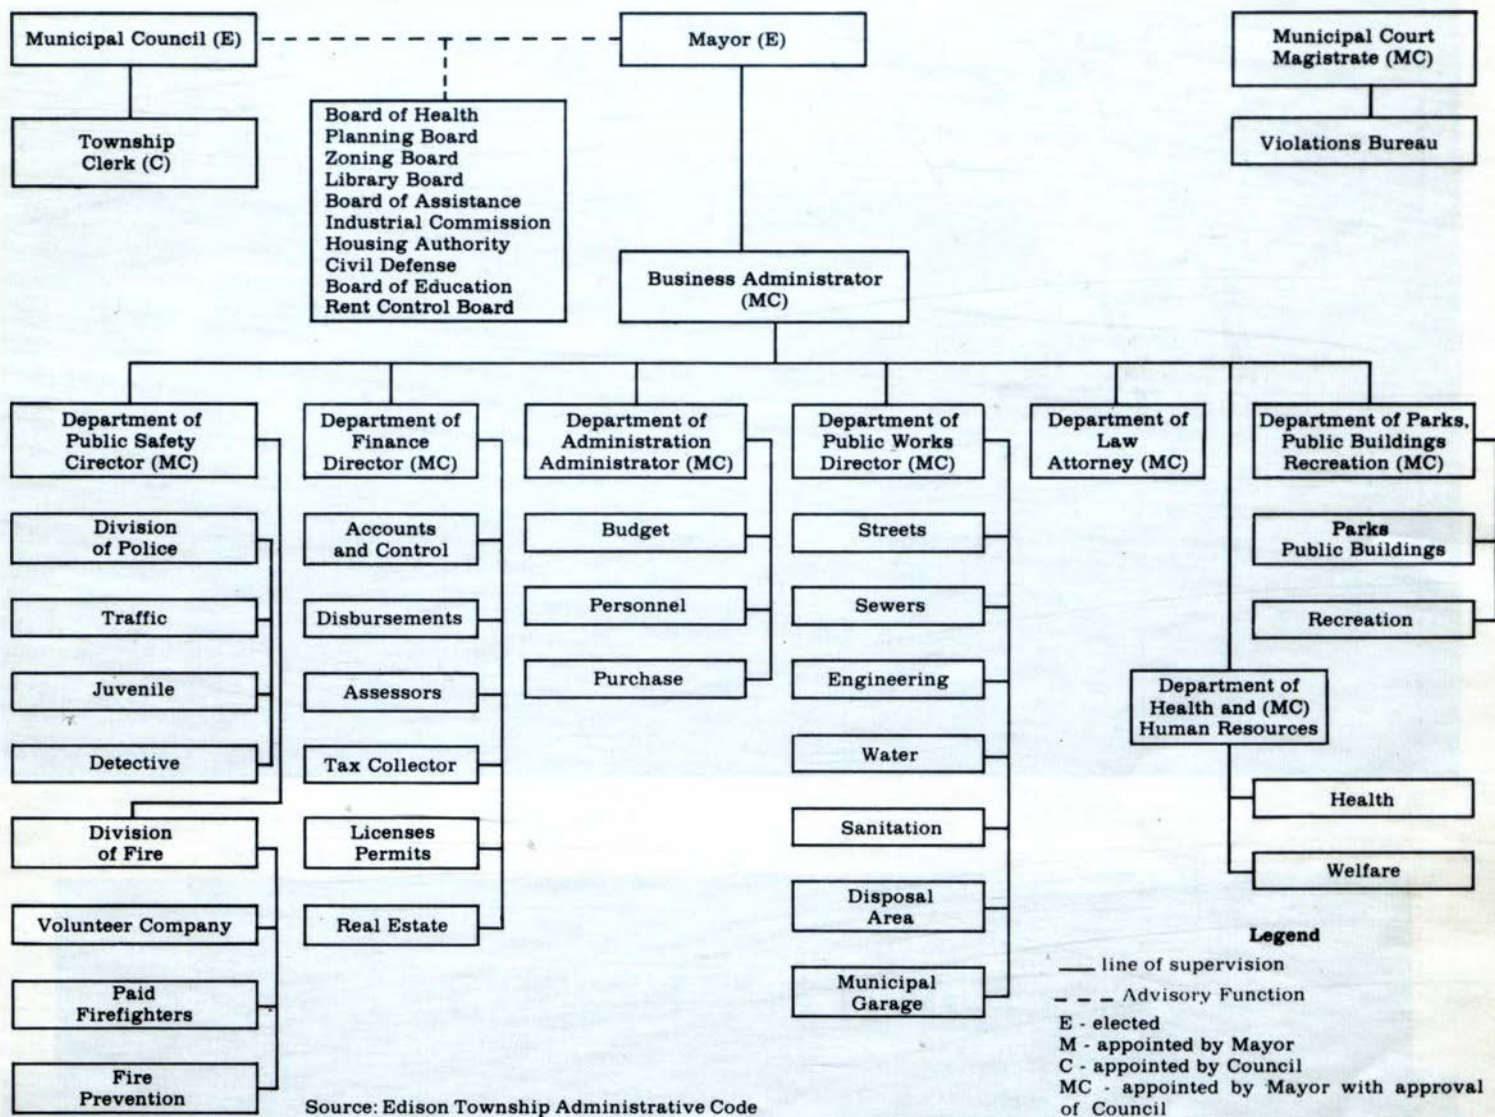 Municipal Council (E)
Mayor (E)
Municipal Court
Magistrate (MC)
Township
Clerk (C)
Board of Health
Planning Board
Zoning Board
Library Board
Board of Assistance
Industrial Commission
Housing Authority
Civil Defense
Board of Education
Rent Control Board
Violations Bureau
Business Administrator
(MC)
Department of
Public Safety
Cirector (MC)
Department of
Finance
Director (MC)
Department of
Administration
Administrator (MC)
Department of
Public Works
Director (MC)
Department of
Law
Attorney (MC)
Department of Parks,
Public Buildings
Recreation (MC)
Division
of Police
Traffic
Juvenile
Detective
Division
of Fire
Volunteer Company
Paid
Firefighters
Fire
Prevention
Accounts
and Control
Disbursements
Assessors
Tax Collector
Licenses
Permits
Real Estate
Budget
Personnel
Purchase
Streets
Sewers
Engineering
Water
Sanitation
Disposal
Area
Municipal
Garage
Parks
Public Buildings
Recreation
Department of
Health and (MC)
Human Resources
Health
Welfare
Legend
line of supervision
Advisory Function
E - elected
M - appointed by Mayor
C - appointed by Council
MC - appointed by Mayor with approval
of Council
Source: Edison Township Administrative Code